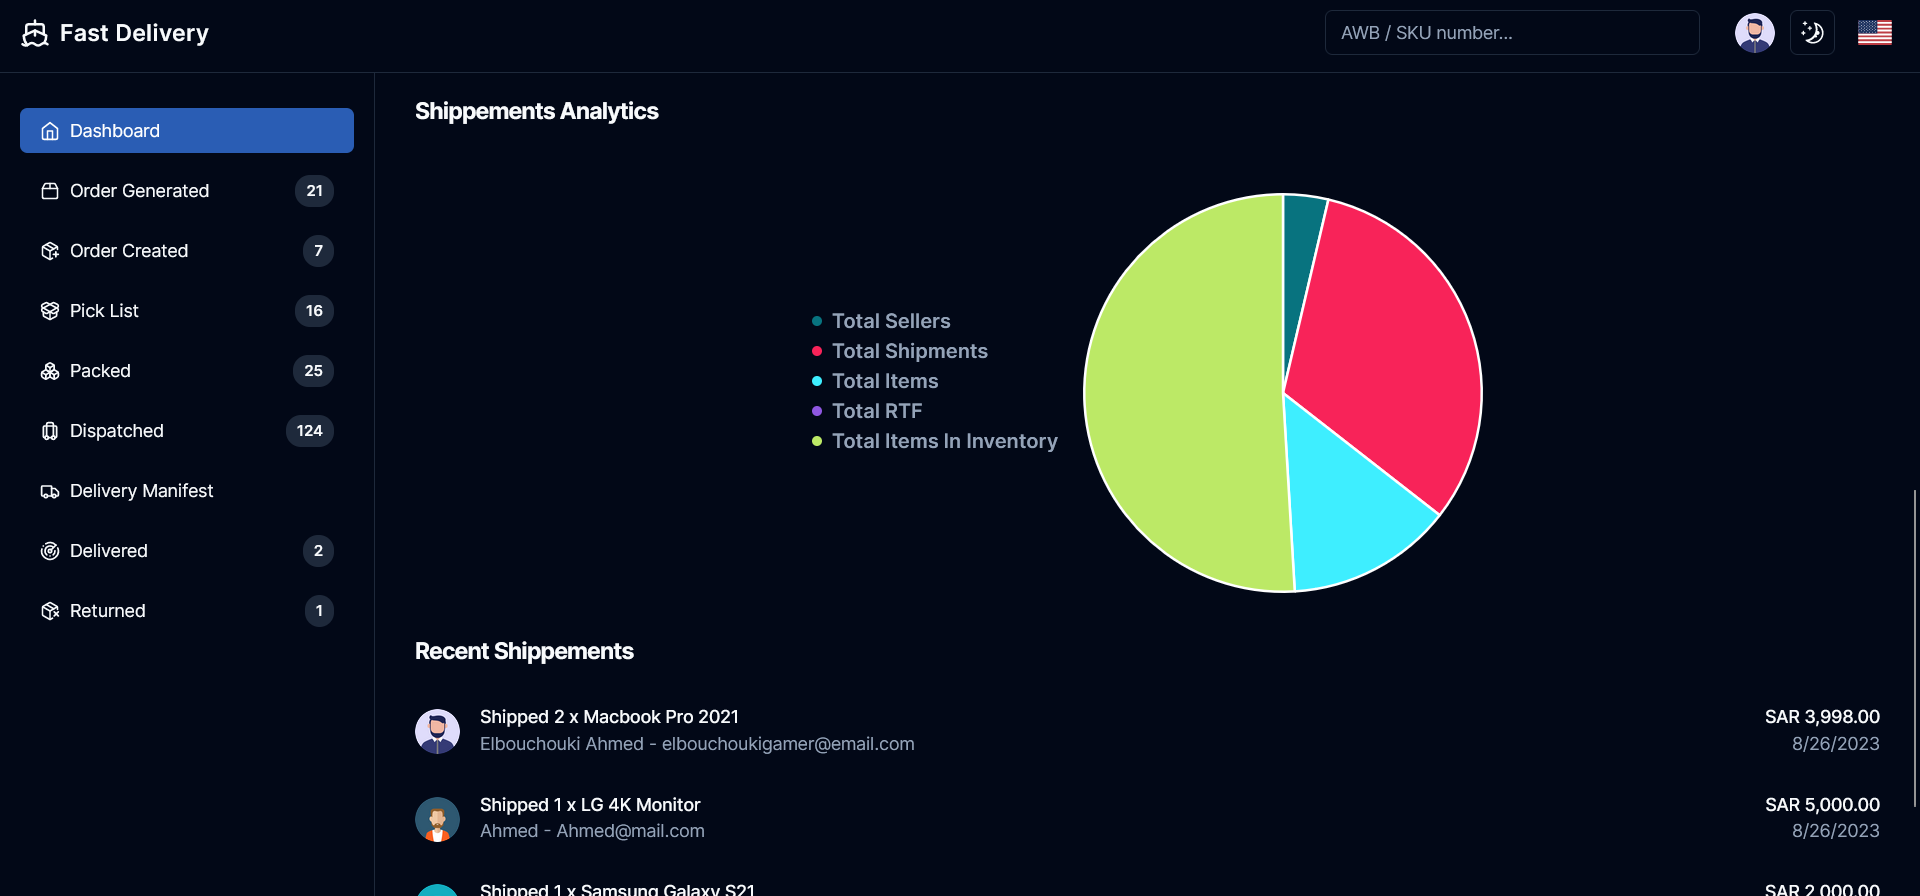 Fast Delivery
AWB / SKU number...
Dashboard
Order Generated 21
Order Created 7
Pick List 16
Packed 25
Dispatched 124
Delivery Manifest
Delivered 2
Returned 1
Shippements Analytics
Total Sellers
Total Shipments
Total Items
Total RTF
Total Items In Inventory
Recent Shippements
Shipped 2 x Macbook Pro 2021 SAR 3,998.00
Elbouchouki Ahmed - elbouchoukigamer@email.com 8/26/2023
Shipped 1 x LG 4K Monitor SAR 5,000.00
Ahmed - Ahmed@mail.com 8/26/2023
Shipped 1 x Samsung Galaxy S21 SAR 2,000.00